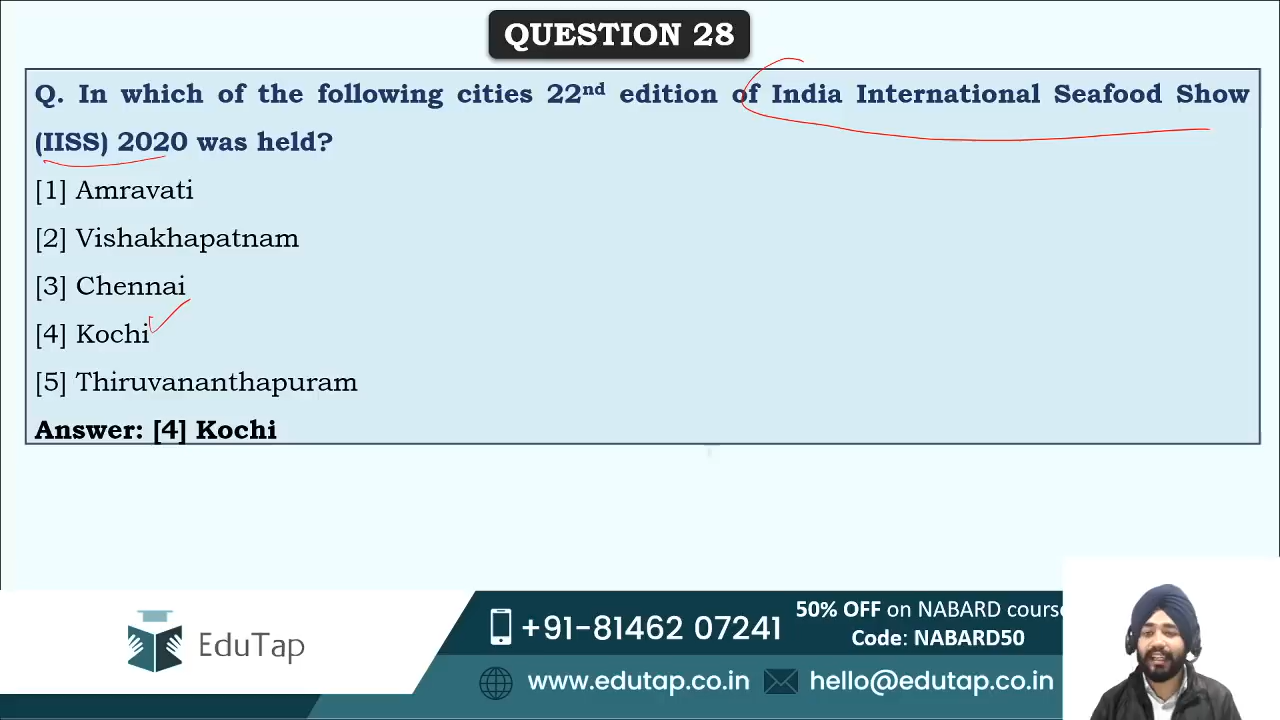 QUESTION 28
Q. In which of the following cities 22nd edition of India International Seafood Show
(IISS) 2020 was held?
[1] Amravati
[2] Vishakhapatnam
[3] Chennai
[4] Kochi
[5] Thiruvananthapuram
Answer: [4] Kochi
EduTap
+91-81462 07241
50% OFF on NABARD course
Code: NABARD50
www.edutap.co.in
hello@edutap.co.in